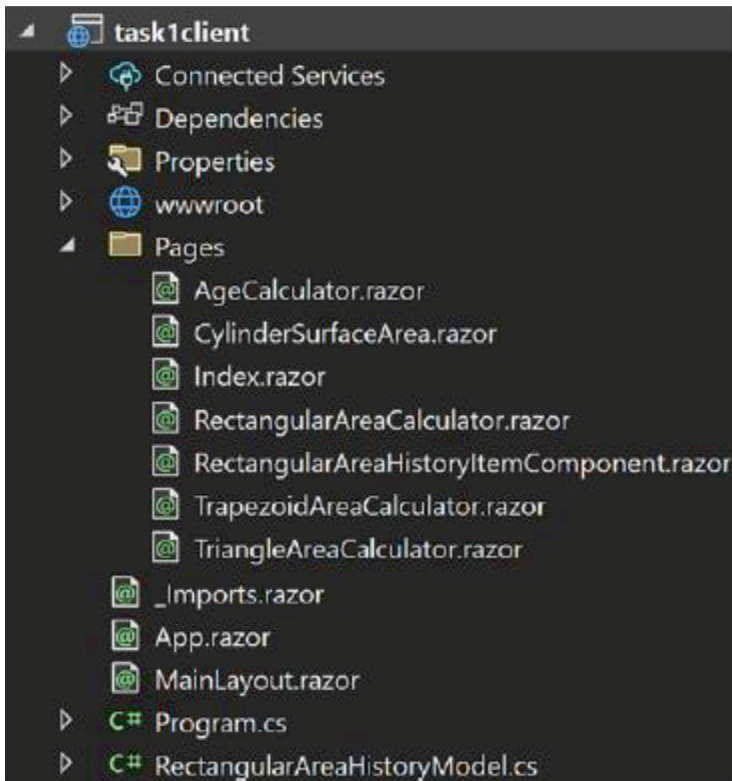 task1client
Connected Services
Dependencies
Properties
wwwroot
Pages
AgeCalculator.razor
CylinderSurfaceArea.razor
Index.razor
RectangularAreaCalculator.razor
RectangularAreaHistoryItemComponent.razor
TrapezoidAreaCalculator.razor
TriangleAreaCalculator.razor
_Imports.razor
App.razor
MainLayout.razor
C# Program.cs
C# RectangularAreaHistoryModel.cs